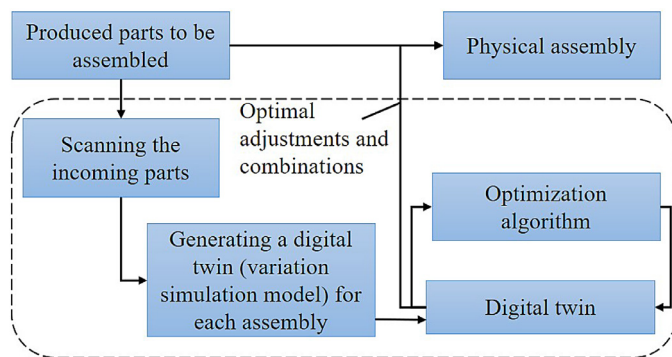 Produced parts to be
assembled
Physical assembly
Scanning the
incoming parts
Optimal
adjustments and
combinations
Optimization
algorithm
Generating a digital
twin (variation
simulation model) for
each assembly
Digital twin